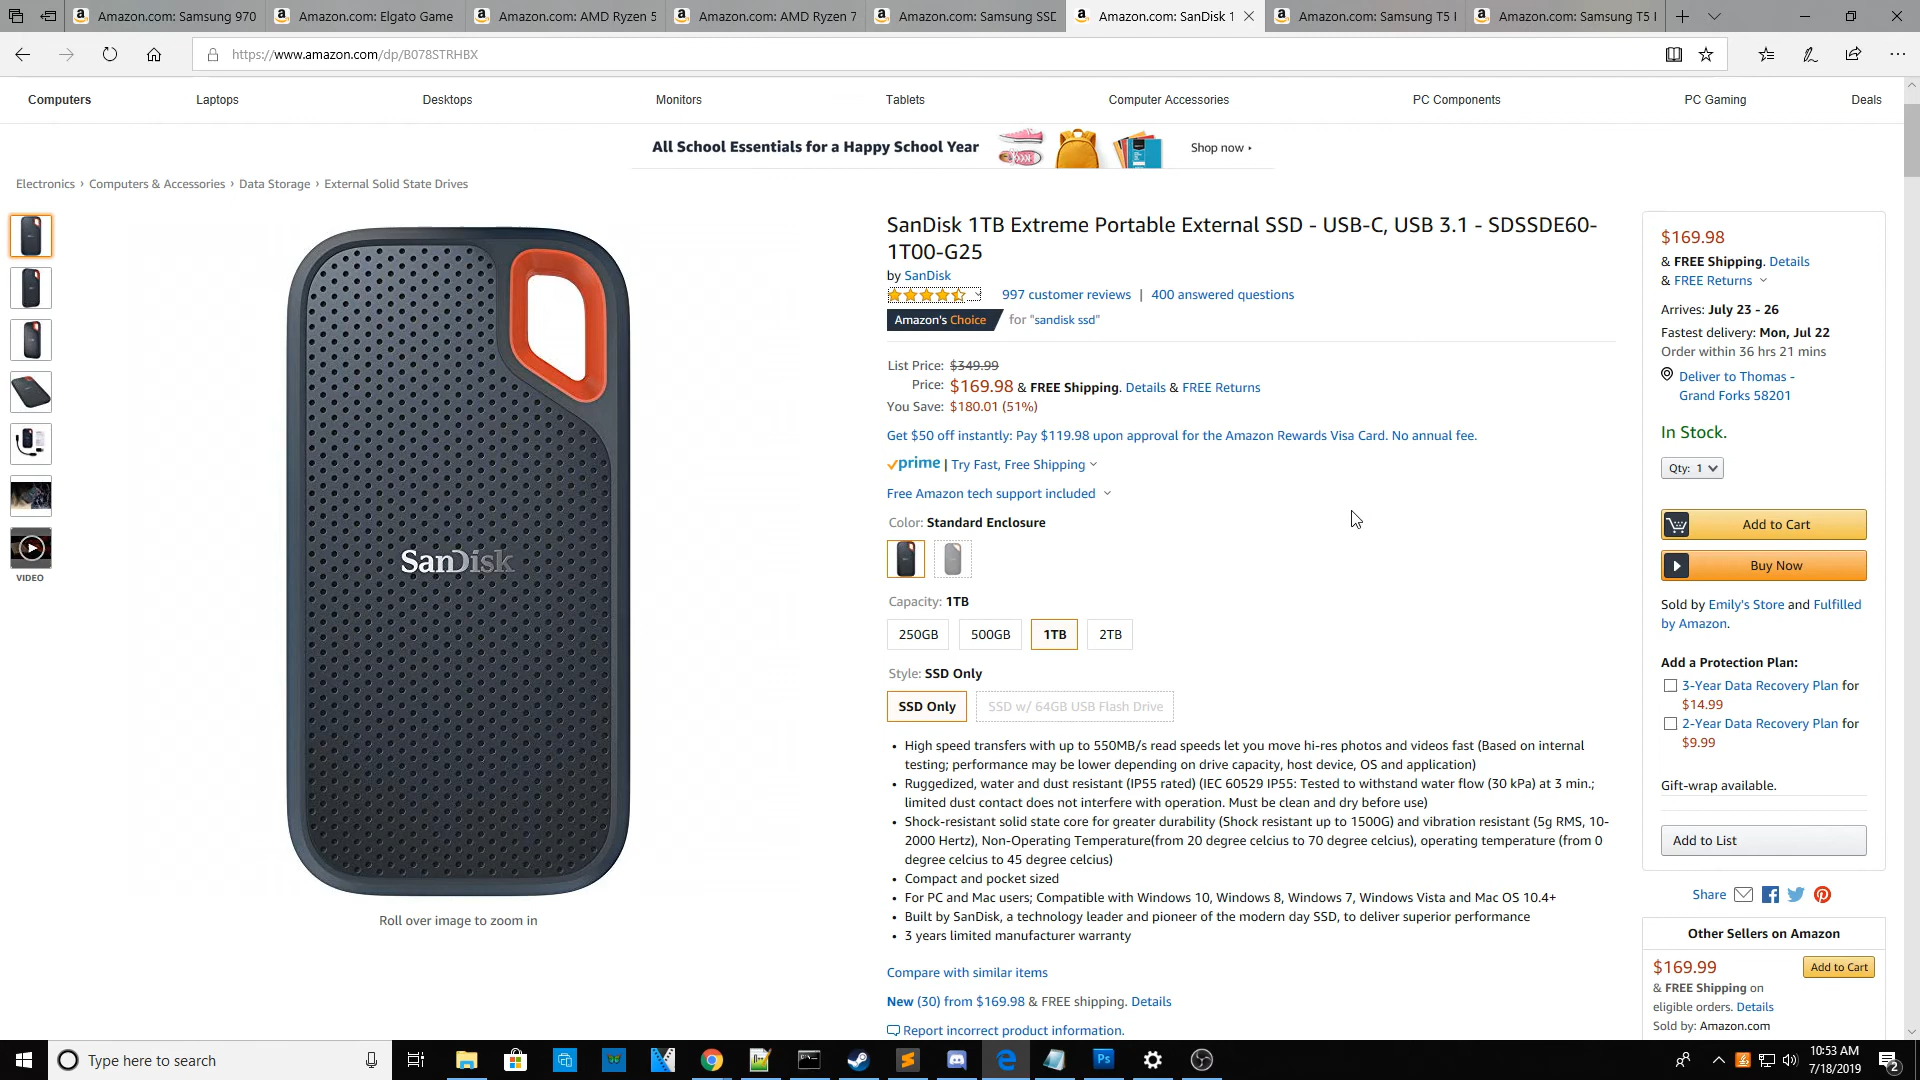 Amazon.com: Samsung 970
Amazon.com: Elgato Game
Amazon.com: AMD Ryzen 5
Amazon.com: AMD Ryzen 7
Amazon.com: Samsung SSD
Amazon.com: SanDisk 1
Amazon.com: Samsung T5 I
Amazon.com: Samsung T5 I
https://www.amazon.com/dp/B078STRHBX
Computers Laptops Desktops Monitors Tablets Computer Accessories PC Components PC Gaming Deals
All School Essentials for a Happy School Year Shop now ▸
Electronics › Computers & Accessories › Data Storage › External Solid State Drives
VIDEO
SanDisk
Roll over image to zoom in
SanDisk 1TB Extreme Portable External SSD - USB-C, USB 3.1 - SDSSDE60-
1T00-G25
by SanDisk
997 customer reviews | 400 answered questions
Amazon's Choice for "sandisk ssd"
List Price: $349.99
Price: $169.98 & FREE Shipping. Details & FREE Returns
You Save: $180.01 (51%)
Get $50 off instantly: Pay $119.98 upon approval for the Amazon Rewards Visa Card. No annual fee.
prime | Try Fast, Free Shipping
Free Amazon tech support included
Color: Standard Enclosure
Capacity: 1TB
250GB 500GB 1TB 2TB
Style: SSD Only
SSD Only SSD w/ 64GB USB Flash Drive
• High speed transfers with up to 550MB/s read speeds let you move hi-res photos and videos fast (Based on internal
testing; performance may be lower depending on drive capacity, host device, OS and application)
• Ruggedized, water and dust resistant (IP55 rated) (IEC 60529 IP55: Tested to withstand water flow (30 kPa) at 3 min.;
limited dust contact does not interfere with operation. Must be clean and dry before use)
• Shock-resistant solid state core for greater durability (Shock resistant up to 1500G) and vibration resistant (5g RMS, 10-
2000 Hertz), Non-Operating Temperature(from 20 degree celcius to 70 degree celcius), operating temperature (from 0
degree celcius to 45 degree celcius)
• Compact and pocket sized
• For PC and Mac users; Compatible with Windows 10, Windows 8, Windows 7, Windows Vista and Mac OS 10.4+
• Built by SanDisk, a technology leader and pioneer of the modern day SSD, to deliver superior performance
• 3 years limited manufacturer warranty
Compare with similar items
New (30) from $169.98 & FREE shipping. Details
Report incorrect product information.
$169.98
& FREE Shipping. Details
& FREE Returns
Arrives: July 23 - 26
Fastest delivery: Mon, Jul 22
Order within 36 hrs 21 mins
Deliver to Thomas -
Grand Forks 58201
In Stock.
Qty: 1
Add to Cart
Buy Now
Sold by Emily's Store and Fulfilled
by Amazon.
Add a Protection Plan:
3-Year Data Recovery Plan for
$14.99
2-Year Data Recovery Plan for
$9.99
Gift-wrap available.
Add to List
Share
Other Sellers on Amazon
$169.99 Add to Cart
& FREE Shipping on
eligible orders. Details
Sold by: Amazon.com
Type here to search
Ps
10:53 AM
7/18/2019
2